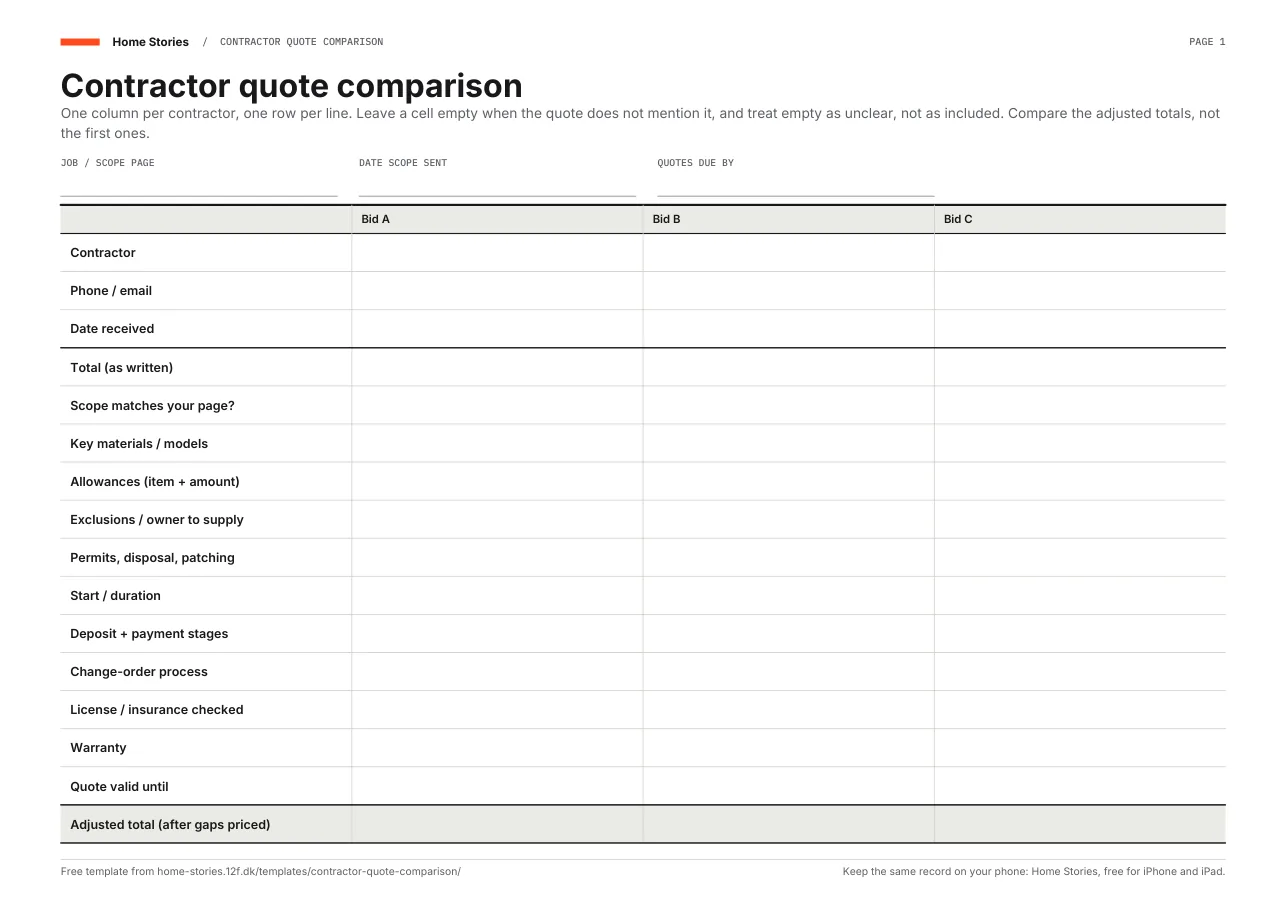 Home Stories / CONTRACTOR QUOTE COMPARISON
PAGE 1
Contractor quote comparison
One column per contractor, one row per line. Leave a cell empty when the quote does not mention it, and treat empty as unclear, not as included. Compare the adjusted totals, not
the first ones.
JOB / SCOPE PAGE
DATE SCOPE SENT
QUOTES DUE BY
Bid A
Bid B
Bid C
Contractor
Phone / email
Date received
Total (as written)
Scope matches your page?
Key materials / models
Allowances (item + amount)
Exclusions / owner to supply
Permits, disposal, patching
Start / duration
Deposit + payment stages
Change-order process
License / insurance checked
Warranty
Quote valid until
Adjusted total (after gaps priced)
Free template from home-stories.12f.dk/templates/contractor-quote-comparison/
Keep the same record on your phone: Home Stories, free for iPhone and iPad.